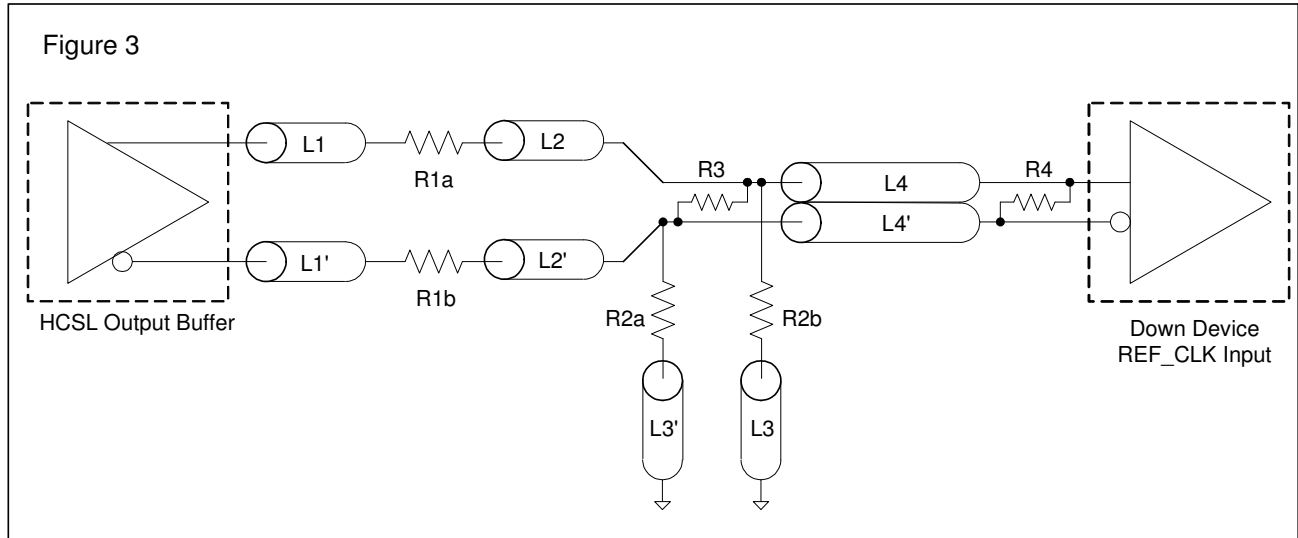 Figure 3
L1
R1a
L2
R3
L4
R4
L4'
L1'
R1b
L2'
HCSL Output Buffer
R2a
R2b
Down Device
REF_CLK Input
L3'
L3